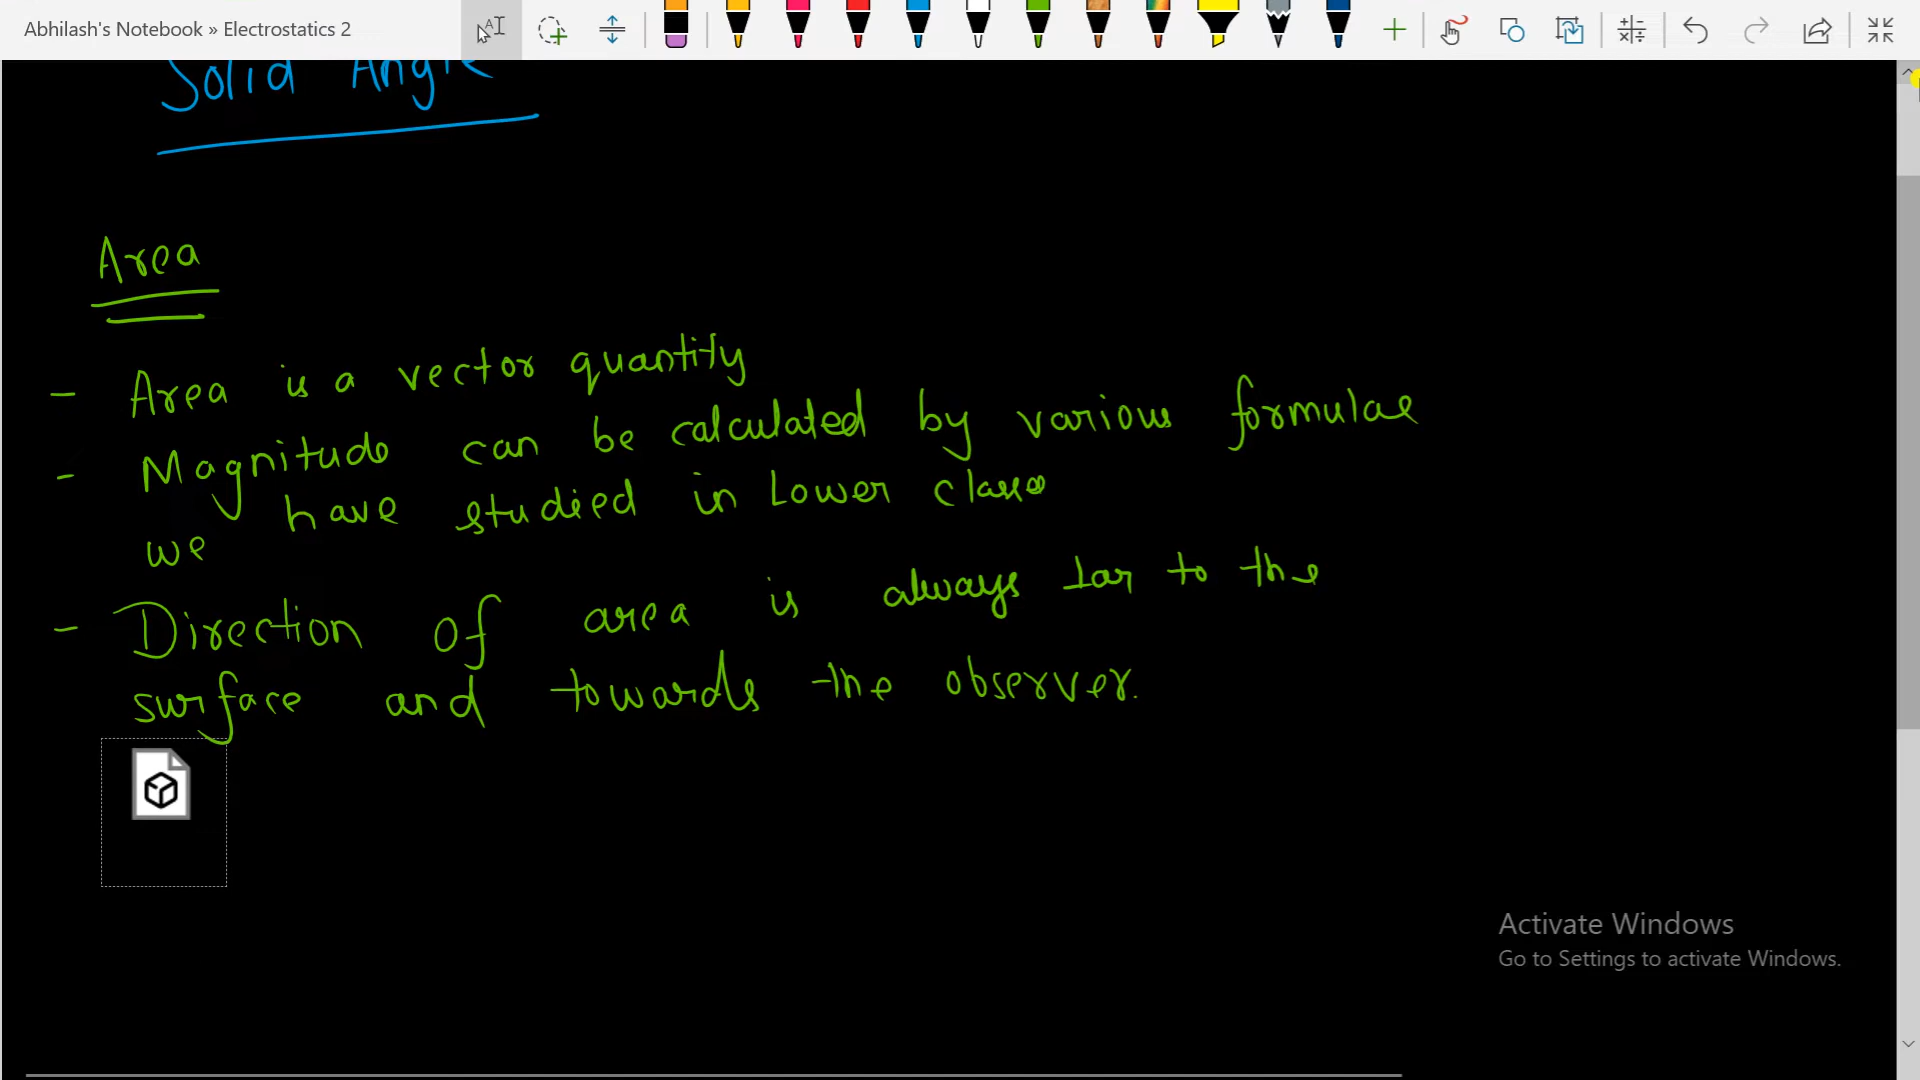 Abhilash's Notebook » Electrostatics 2
Solid Angle
Area
- Area is a vector quantity
- Magnitude can be calculated by various formulae
we have studied in Lower classes
- Direction of area is always ⊥ar to the
surface and towards the observer.
Activate Windows
Go to Settings to activate Windows.